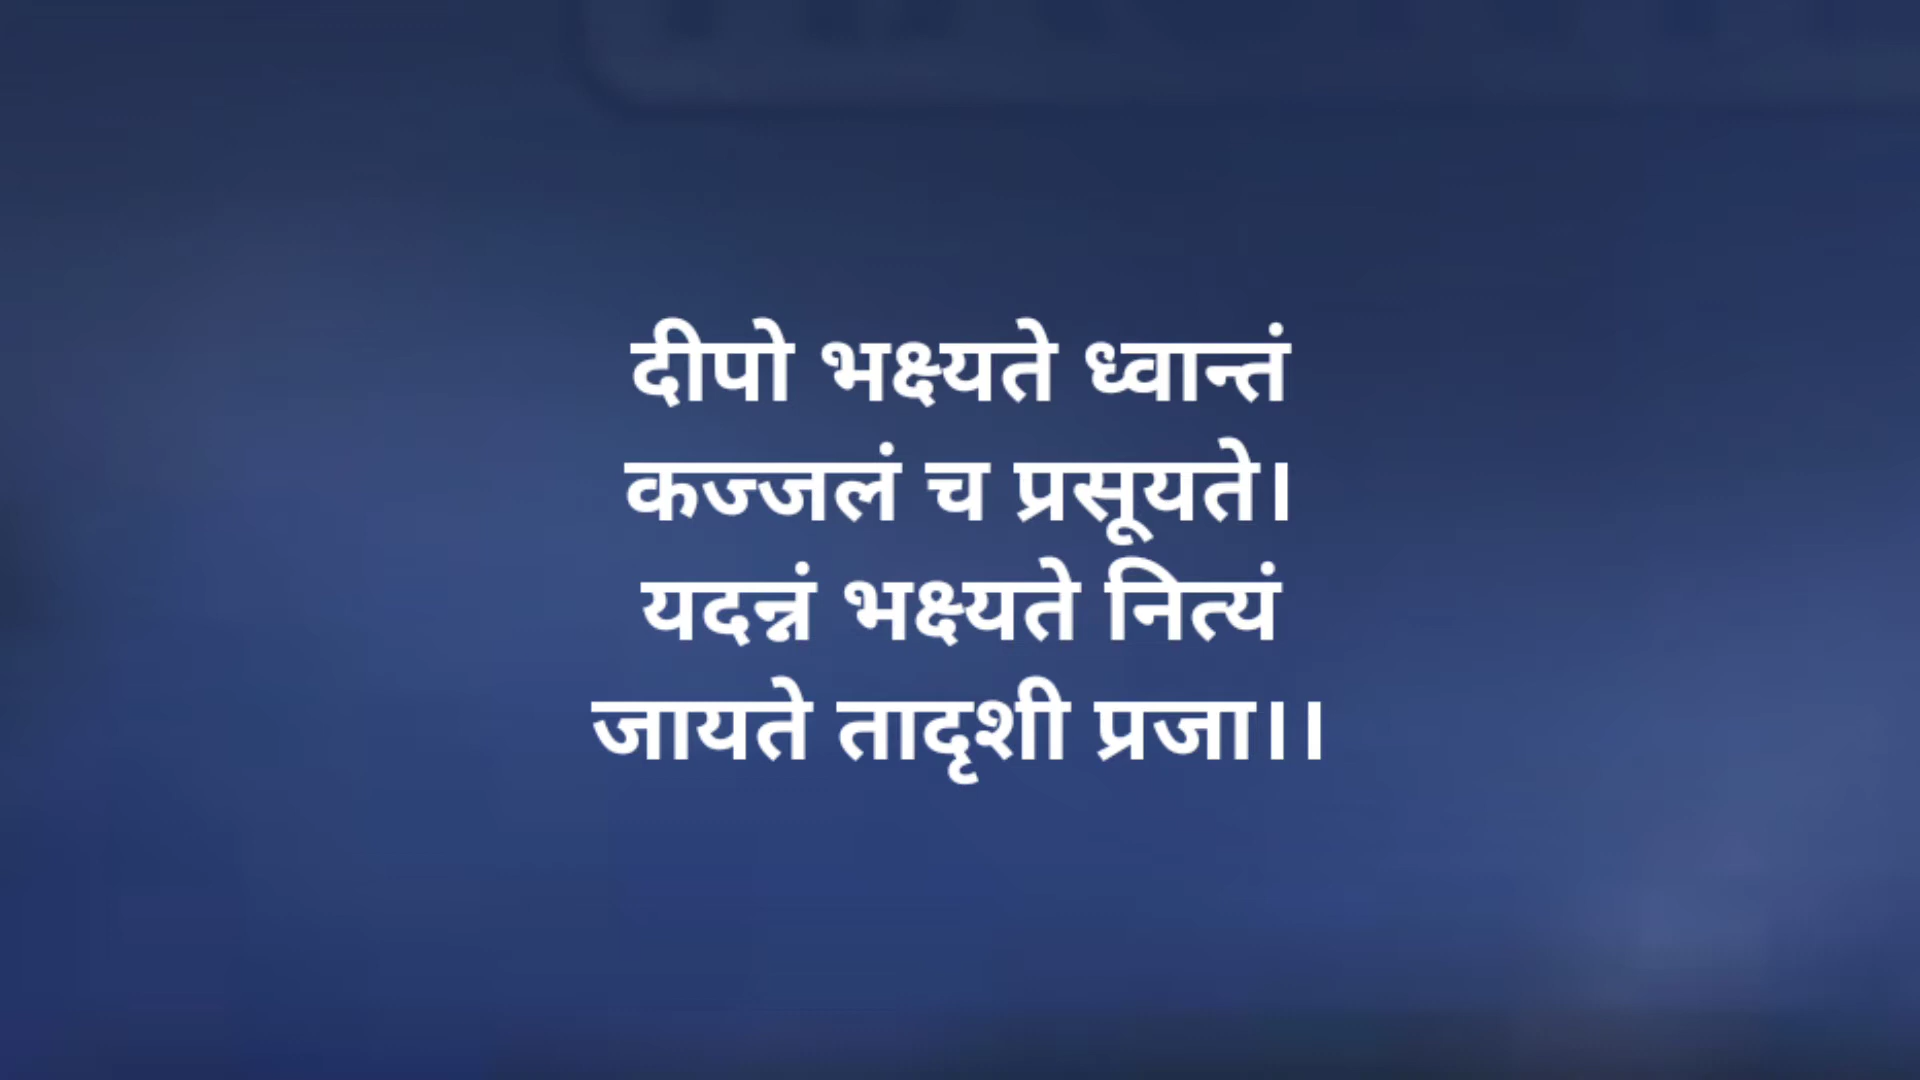 दीपो भक्ष्यते ध्वान्तं
कज्जलं च प्रसूयते।
यदन्नं भक्ष्यते नित्यं
जायते तादृशी प्रजा।।